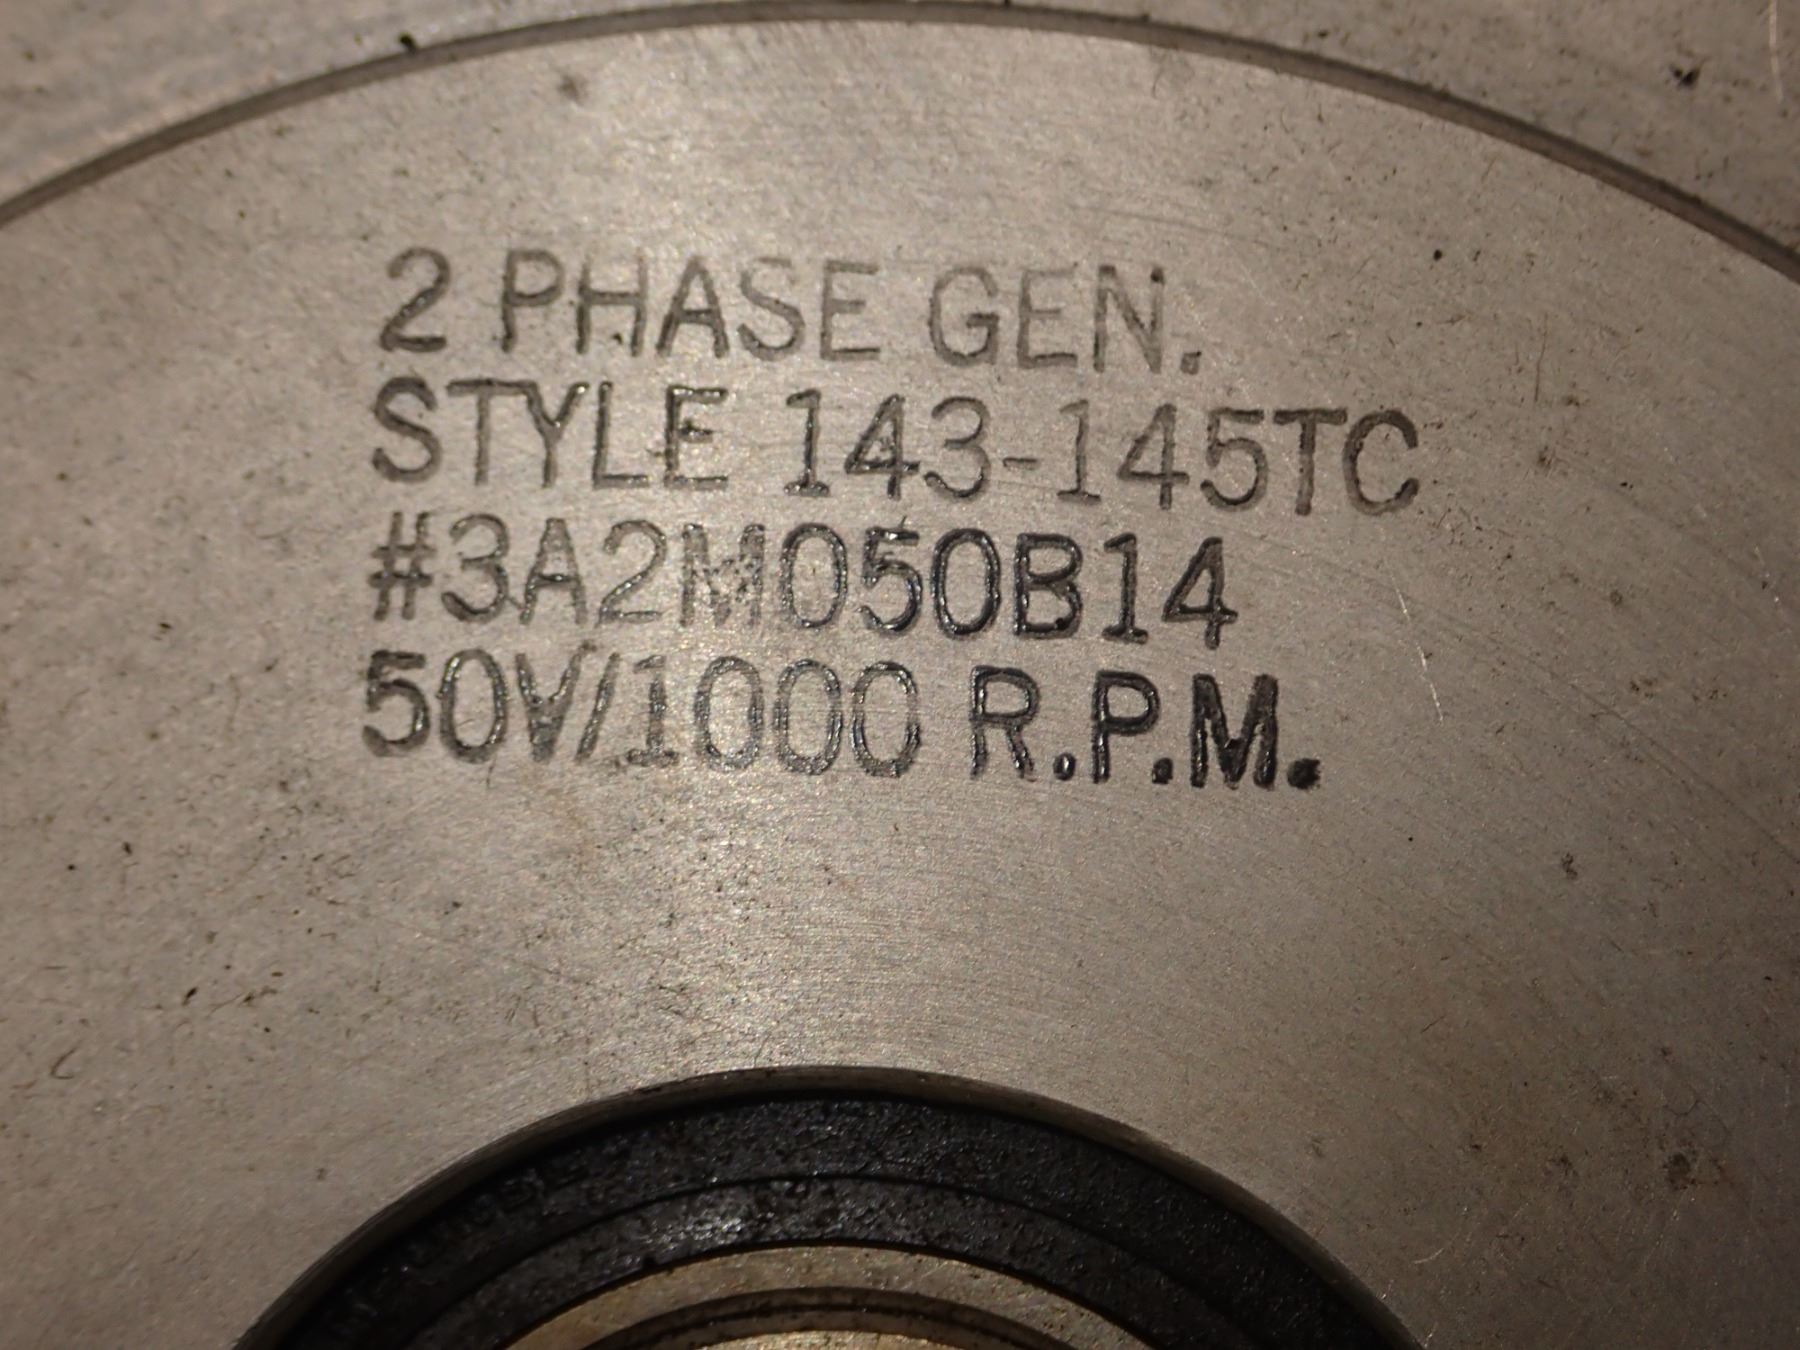 2 PHASE GEN.
STYLE 143-145TC
#3A2M050B14
50V/1000 R.P.M.